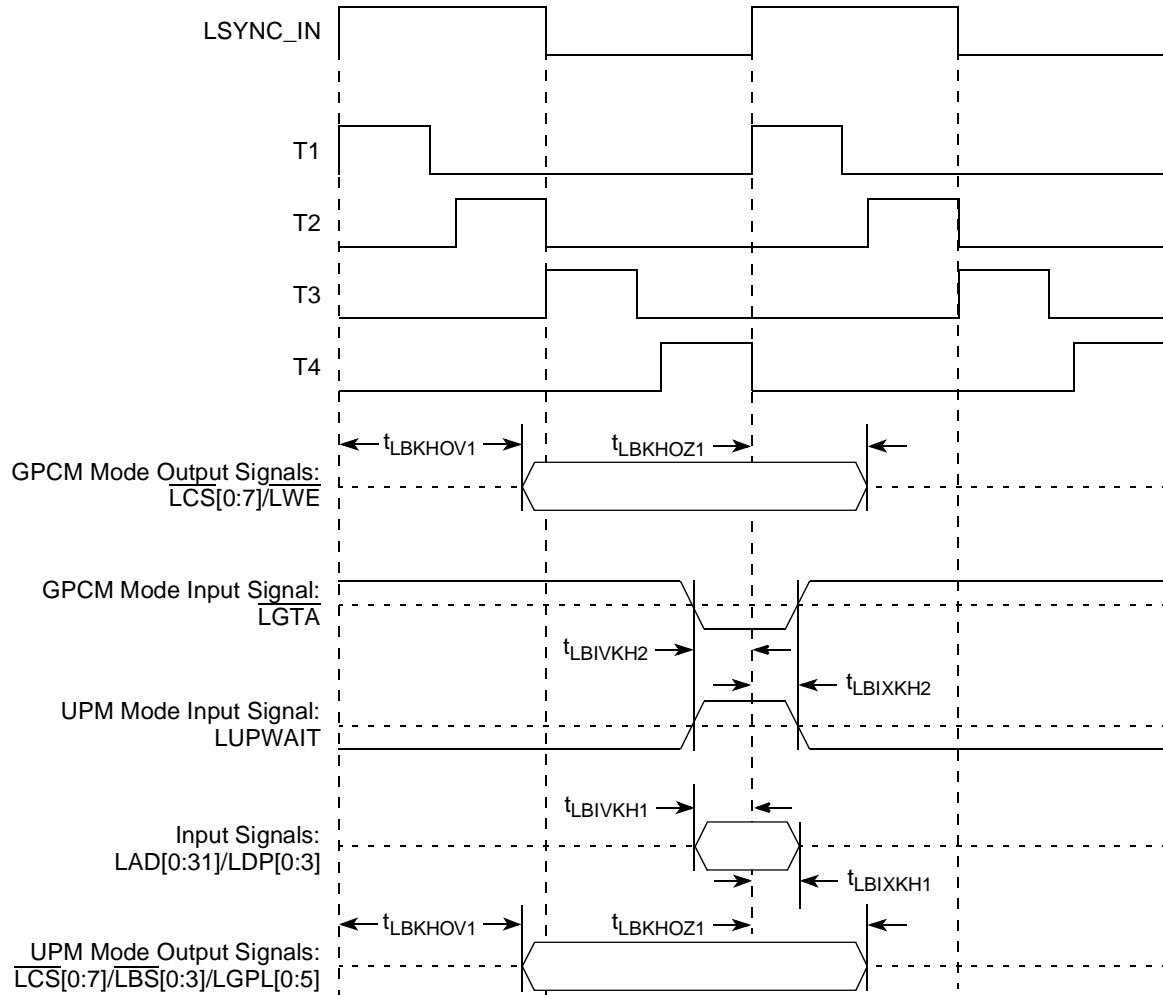 LSYNC_IN
T1
T2
T3
T4
tLBKHOV1
tLBKHOZ1
GPCM Mode Output Signals:
LCS[0:7]/LWE
GPCM Mode Input Signal:
LGTA
tLBIVKH2
tLBIXKH2
UPM Mode Input Signal:
LUPWAIT
tLBIVKH1
Input Signals:
LAD[0:31]/LDP[0:3]
tLBIXKH1
tLBKHOV1
tLBKHOZ1
UPM Mode Output Signals:
LCS[0:7]/LBS[0:3]/LGPL[0:5]